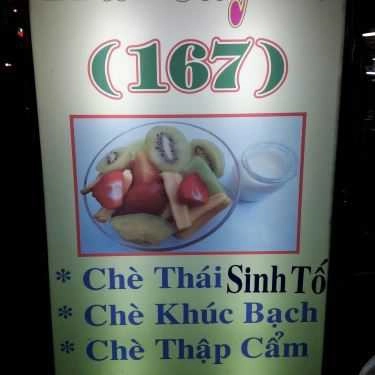 (167)
* Chè Thái Sinh Tố
* Chè Khúc Bạch
* Chè Thập Cẩm